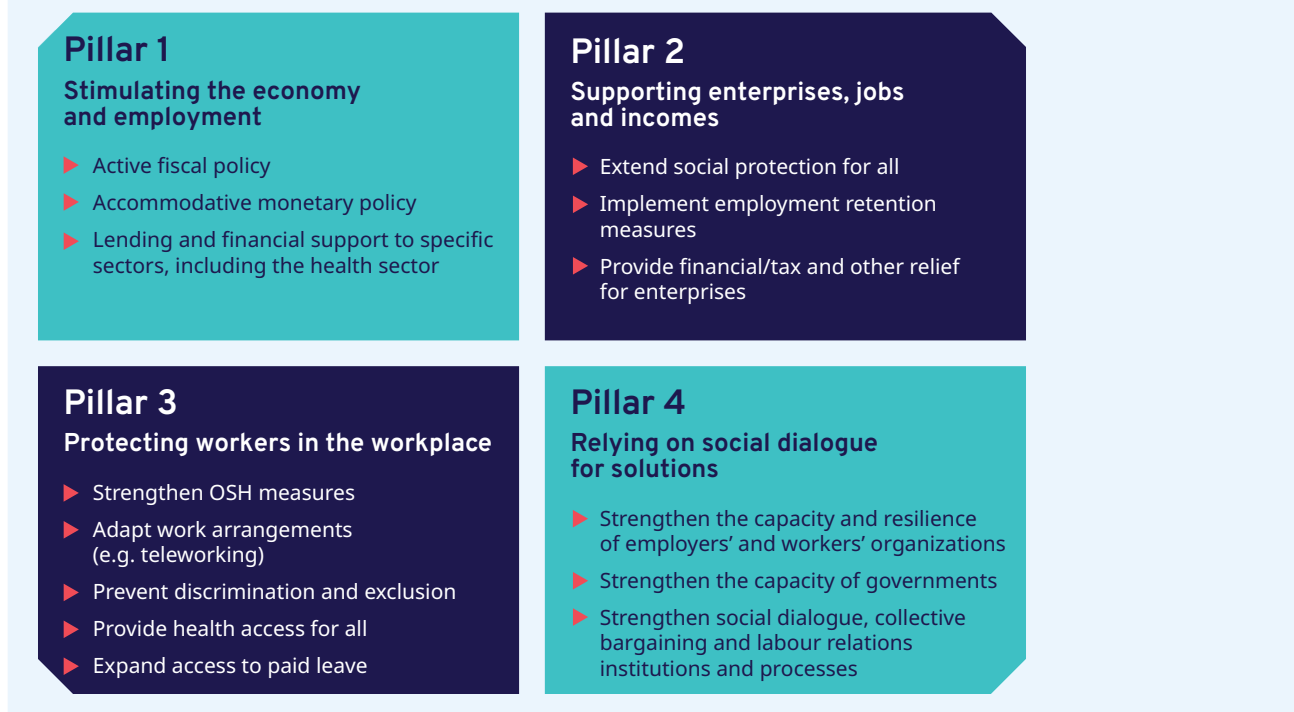 Pillar 1
Stimulating the economy
and employment
Active fiscal policy
Accommodative monetary policy
Lending and financial support to specific
sectors, including the health sector
Pillar 2
Supporting enterprises, jobs
and incomes
Extend social protection for all
Implement employment retention
measures
Provide financial/tax and other relief
for enterprises
Pillar 3
Protecting workers in the workplace
Strengthen OSH measures
Adapt work arrangements
(e.g. teleworking)
Prevent discrimination and exclusion
Provide health access for all
Expand access to paid leave
Pillar 4
Relying on social dialogue
for solutions
Strengthen the capacity and resilience
of employers’ and workers’ organizations
Strengthen the capacity of governments
Strengthen social dialogue, collective
bargaining and labour relations
institutions and processes